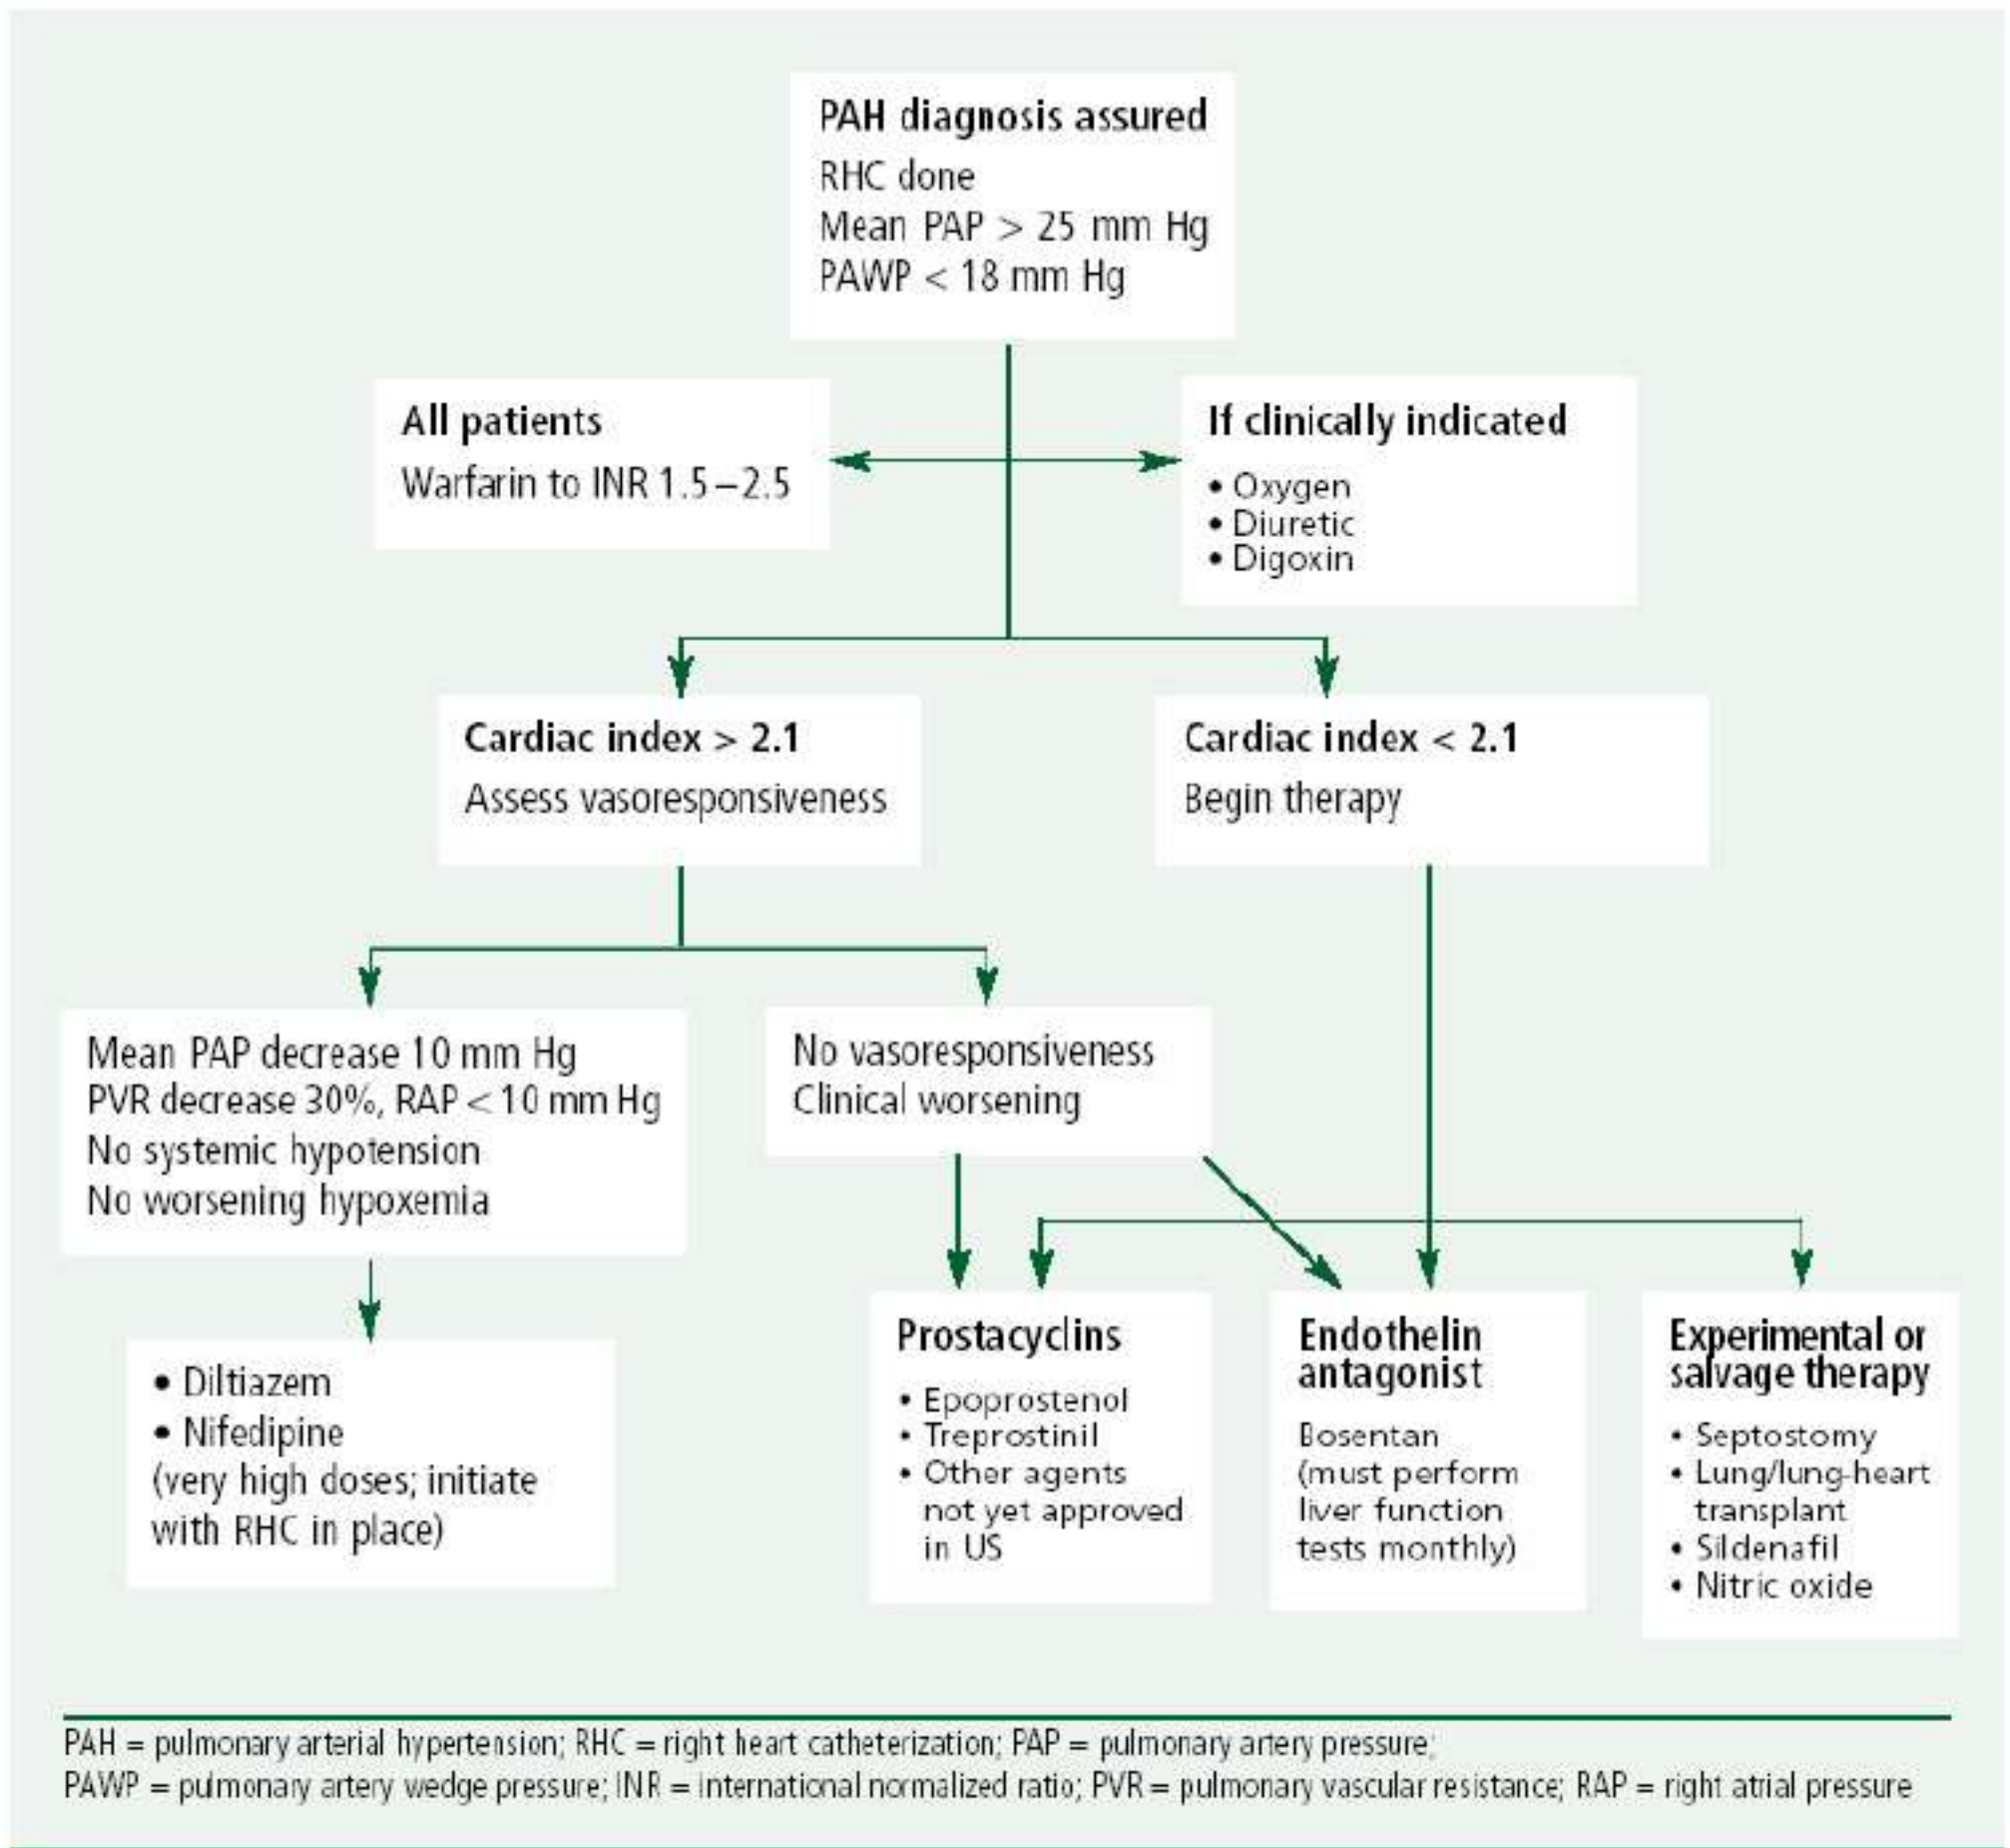 PAH diagnosis assured
RHC done
Mean PAP > 25 mm Hg
PAWP < 18 mm Hg
All patients
Warfarin to INR 1.5–2.5
If clinically indicated
• Oxygen
• Diuretic
• Digoxin
Cardiac index > 2.1
Assess vasoresponsiveness
Cardiac index < 2.1
Begin therapy
Mean PAP decrease 10 mm Hg
PVR decrease 30%, RAP < 10 mm Hg
No systemic hypotension
No worsening hypoxemia
No vasoresponsiveness
Clinical worsening
• Diltiazem
• Nifedipine
(very high doses; initiate
with RHC in place)
Prostacyclins
• Epoprostenol
• Treprostinil
• Other agents
not yet approved
in US
Endothelin
antagonist
Bosentan
(must perform
liver function
tests monthly)
Experimental or
salvage therapy
• Septostomy
• Lung/lung-heart
transplant
• Sildenafil
• Nitric oxide
PAH = pulmonary arterial hypertension; RHC = right heart catheterization; PAP = pulmonary artery pressure;
PAWP = pulmonary artery wedge pressure; INR = international normalized ratio; PVR = pulmonary vascular resistance; RAP = right atrial pressure